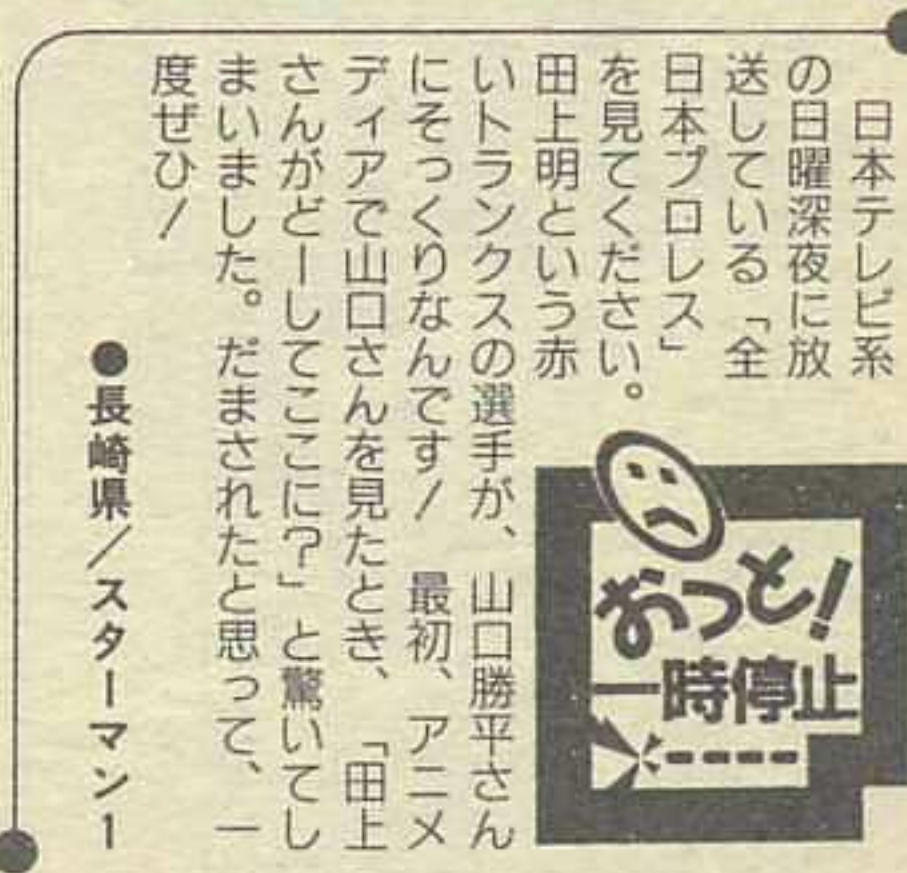 日本テレビ系
の日曜深夜に放
送している「全
日本プロレス」
を見てください。
田上明という赤
いトランクスの選手が、山口勝平さん
にそっくりなんです！ 最初、アニメ
ディアで山口さんを見たとき、「田上
さんがどーしてここに？」と驚いてし
まいました。だまされたと思って、一
度ぜひ！
●長崎県／スターマン1
おっと！
一時停止